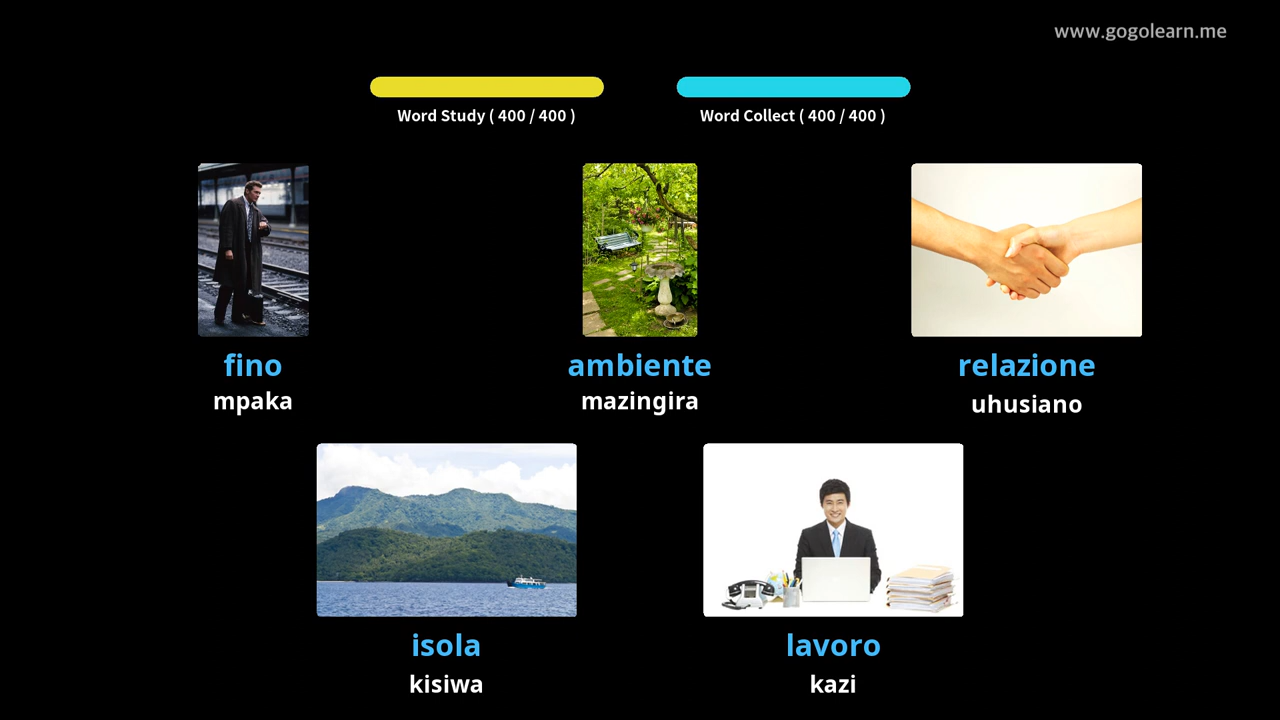 www.gogolearn.me
Word Study ( 400 / 400 )
Word Collect ( 400 / 400 )
fino
mpaka
ambiente
mazingira
relazione
uhusiano
isola
kisiwa
lavoro
kazi